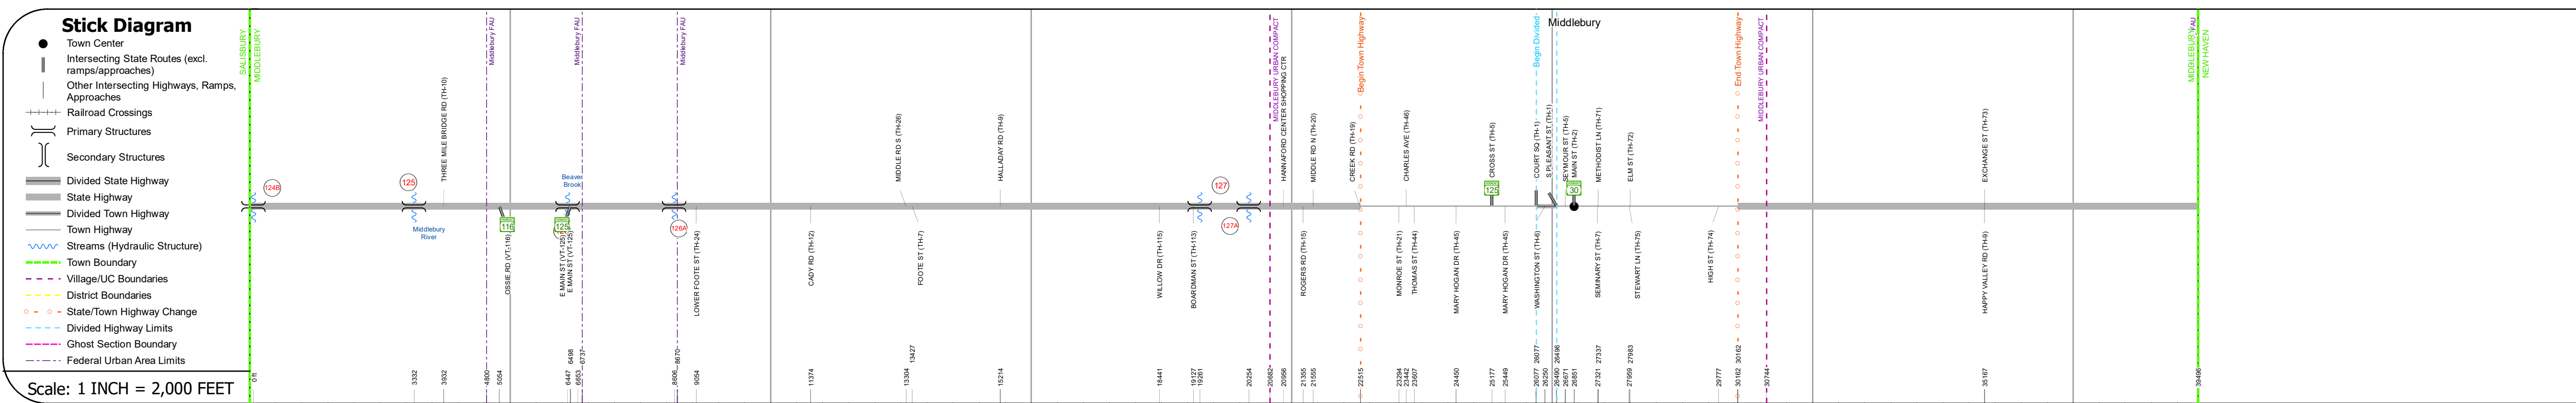 Stick Diagram
Town Center
Intersecting State Routes (excl.
ramps/approaches)
Other Intersecting Highways, Ramps,
Approaches
Railroad Crossings
Primary Structures
Secondary Structures
Divided State Highway
State Highway
Divided Town Highway
Town Highway
Streams (Hydraulic Structure)
Town Boundary
Village/UC Boundaries
District Boundaries
State/Town Highway Change
Divided Highway Limits
Ghost Section Boundary
Federal Urban Area Limits
Scale: 1 INCH = 2,000 FEET
SALISBURY
MIDDLEBURY
124B
125
Middlebury
River
THREE MILE BRIDGE RD (TH-10)
Middlebury FAU
116
OSSIE RD (VT-116)
Beaver
Brook
125
E MAIN ST (VT-125)
E MAIN ST (VT-125)
Middlebury FAU
Middlebury FAU
126A
LOWER FOOTE ST (TH-24)
CADY RD (TH-12)
MIDDLE RD S (TH-26)
FOOTE ST (TH-7)
HALLADAY RD (TH-9)
WILLOW DR (TH-115)
BOARDMAN ST (TH-113)
127
127A
MIDDLEBURY URBAN COMPACT
HANNAFORD CENTER SHOPPING CTR
ROGERS RD (TH-15)
MIDDLE RD N (TH-20)
CREEK RD (TH-19)
Begin Town Highway
MONROE ST (TH-21)
CHARLES AVE (TH-46)
THOMAS ST (TH-44)
MARY HOGAN DR (TH-45)
CROSS ST (TH-5)
125
MARY HOGAN DR (TH-45)
Begin Divided
COURT SQ (TH-1)
WASHINGTON ST (TH-6)
Middlebury
S PLEASANT ST (TH-1)
SEYMOUR ST (TH-5)
MAIN ST (TH-2)
30
METHODIST LN (TH-71)
SEMINARY ST (TH-7)
ELM ST (TH-72)
STEWART LN (TH-75)
HIGH ST (TH-74)
End Town Highway
MIDDLEBURY URBAN COMPACT
EXCHANGE ST (TH-73)
HAPPY VALLEY RD (TH-9)
MIDDLEBURY
FAU
NEW HAVEN
0 ft
3332
3932
4800
5054
6447
6498
6653
6737
8606
8670
9054
11374
13304
13427
15214
18441
19127
19261
20254
20682
20956
21355
21555
22515
23294
23442
23607
24450
25177
25449
26077
26077
26250
26490
26496
26671
26851
27321
27337
27959
27983
29777
30162
30162
30744
35167
39496